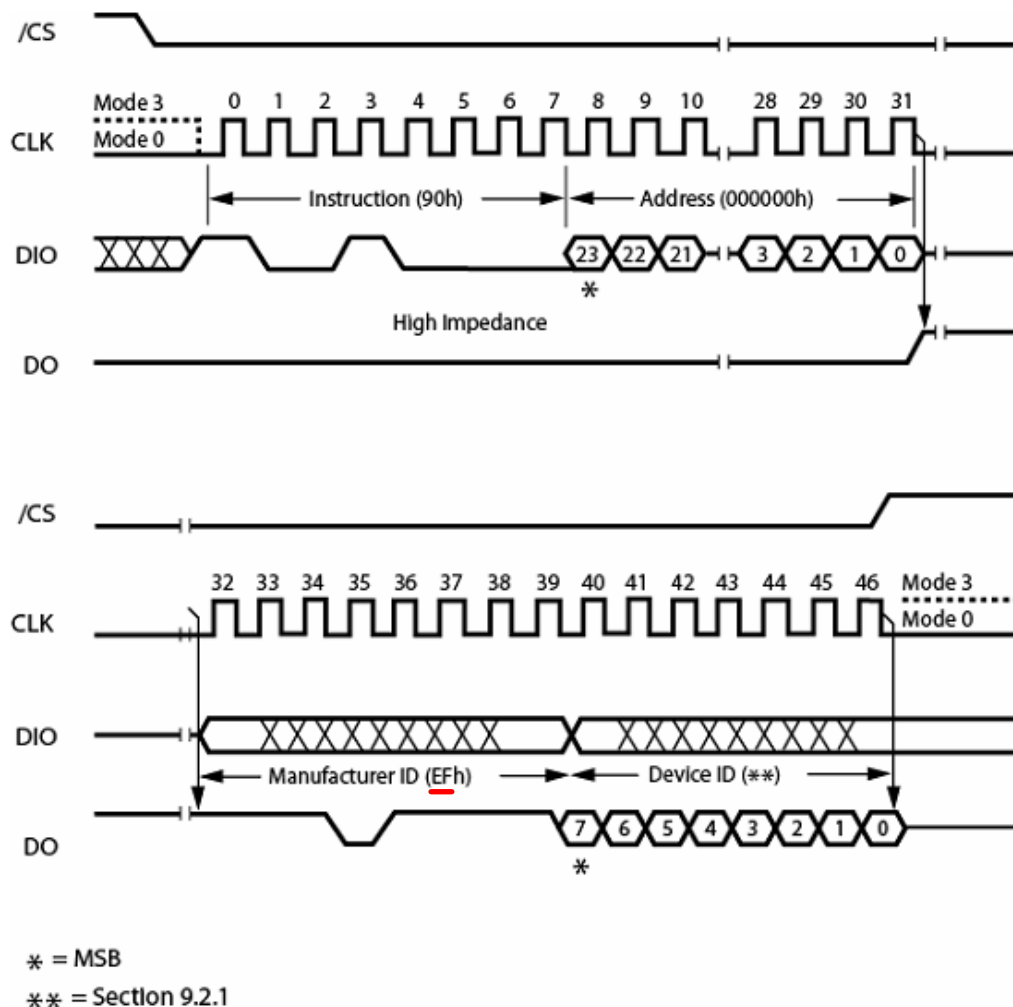 /CS
Mode 3
0 1 2 3 4 5 6 7 8 9 10 28 29 30 31
CLK
Mode 0
Instruction (90h)
Address (000000h)
DIO
23 22 21 3 2 1 0
*
High Impedance
DO
/CS
32 33 34 35 36 37 38 39 40 41 42 43 44 45 46
Mode 3
CLK
Mode 0
DIO
Manufacturer ID (EFh)
Device ID (**)
DO
7 6 5 4 3 2 1 0
*
* = MSB
** = Section 9.2.1